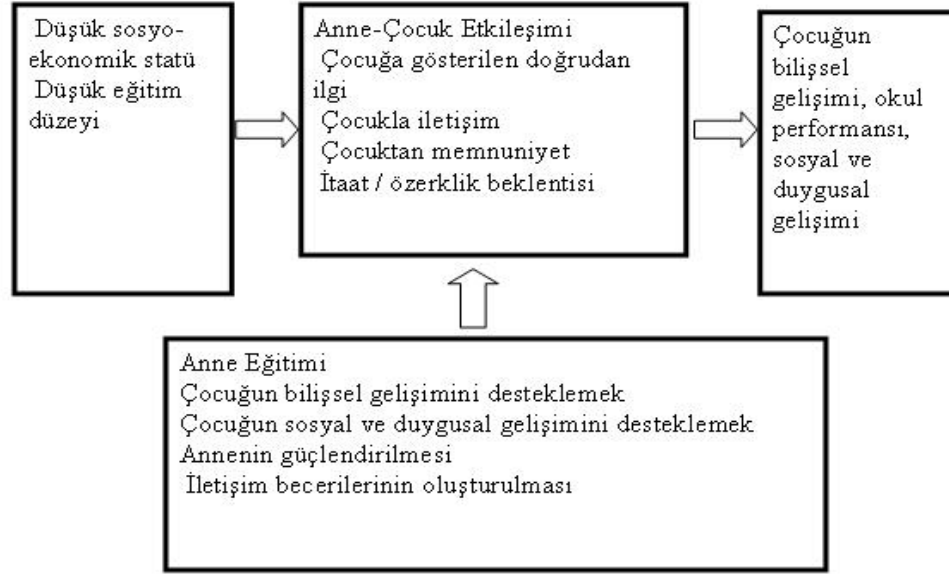 Düşük sosyo-
ekonomik statü
Düşük eğitim
düzeyi
Anne-Çocuk Etkileşimi
Çocuğa gösterilen doğrudan
ilgi
Çocukla iletişim
Çocuktan memnuniyet
İtaat / özerklik beklentisi
Çocuğun
bilişsel
gelişimi, okul
performansı,
sosyal ve
duygusal
gelişimi
Anne Eğitimi
Çocuğun bilişsel gelişimini desteklemek
Çocuğun sosyal ve duygusal gelişimini desteklemek
Annenin güçlendirilmesi
İletişim becerilerinin oluşturulması